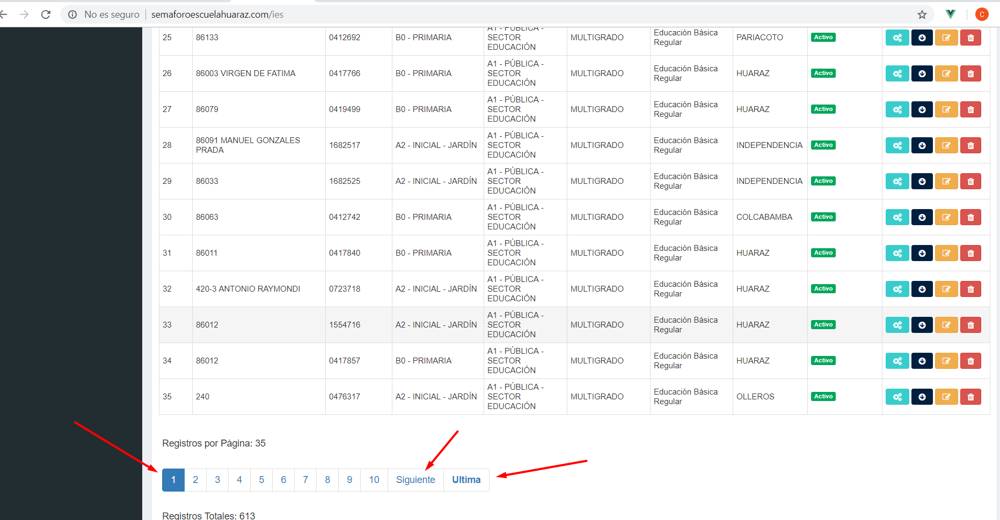 No es seguro semaforoescuelahuaraz.com/ies C
25 86133 0412692 B0 - PRIMARIA A1 - PÚBLICA - SECTOR EDUCACIÓN MULTIGRADO Educación Básica Regular PARIACOTO Activo
26 86003 VIRGEN DE FATIMA 0417766 B0 - PRIMARIA A1 - PÚBLICA - SECTOR EDUCACIÓN MULTIGRADO Educación Básica Regular HUARAZ Activo
27 86079 0419499 B0 - PRIMARIA A1 - PÚBLICA - SECTOR EDUCACIÓN MULTIGRADO Educación Básica Regular HUARAZ Activo
28 86091 MANUEL GONZALES PRADA 1682517 A2 - INICIAL - JARDÍN A1 - PÚBLICA - SECTOR EDUCACIÓN MULTIGRADO Educación Básica Regular INDEPENDENCIA Activo
29 86033 1682525 A2 - INICIAL - JARDÍN A1 - PÚBLICA - SECTOR EDUCACIÓN MULTIGRADO Educación Básica Regular INDEPENDENCIA Activo
30 86063 0412742 B0 - PRIMARIA A1 - PÚBLICA - SECTOR EDUCACIÓN MULTIGRADO Educación Básica Regular COLCABAMBA Activo
31 86011 0417840 B0 - PRIMARIA A1 - PÚBLICA - SECTOR EDUCACIÓN MULTIGRADO Educación Básica Regular HUARAZ Activo
32 420-3 ANTONIO RAYMONDI 0723718 A2 - INICIAL - JARDÍN A1 - PÚBLICA - SECTOR EDUCACIÓN MULTIGRADO Educación Básica Regular HUARAZ Activo
33 86012 1554716 A2 - INICIAL - JARDÍN A1 - PÚBLICA - SECTOR EDUCACIÓN MULTIGRADO Educación Básica Regular HUARAZ Activo
34 86012 0417857 B0 - PRIMARIA A1 - PÚBLICA - SECTOR EDUCACIÓN MULTIGRADO Educación Básica Regular HUARAZ Activo
35 240 0476317 A2 - INICIAL - JARDÍN A1 - PÚBLICA - SECTOR EDUCACIÓN MULTIGRADO Educación Básica Regular OLLEROS Activo
Registros por Página: 35
1 2 3 4 5 6 7 8 9 10 Siguiente Ultima
Registros Totales: 613